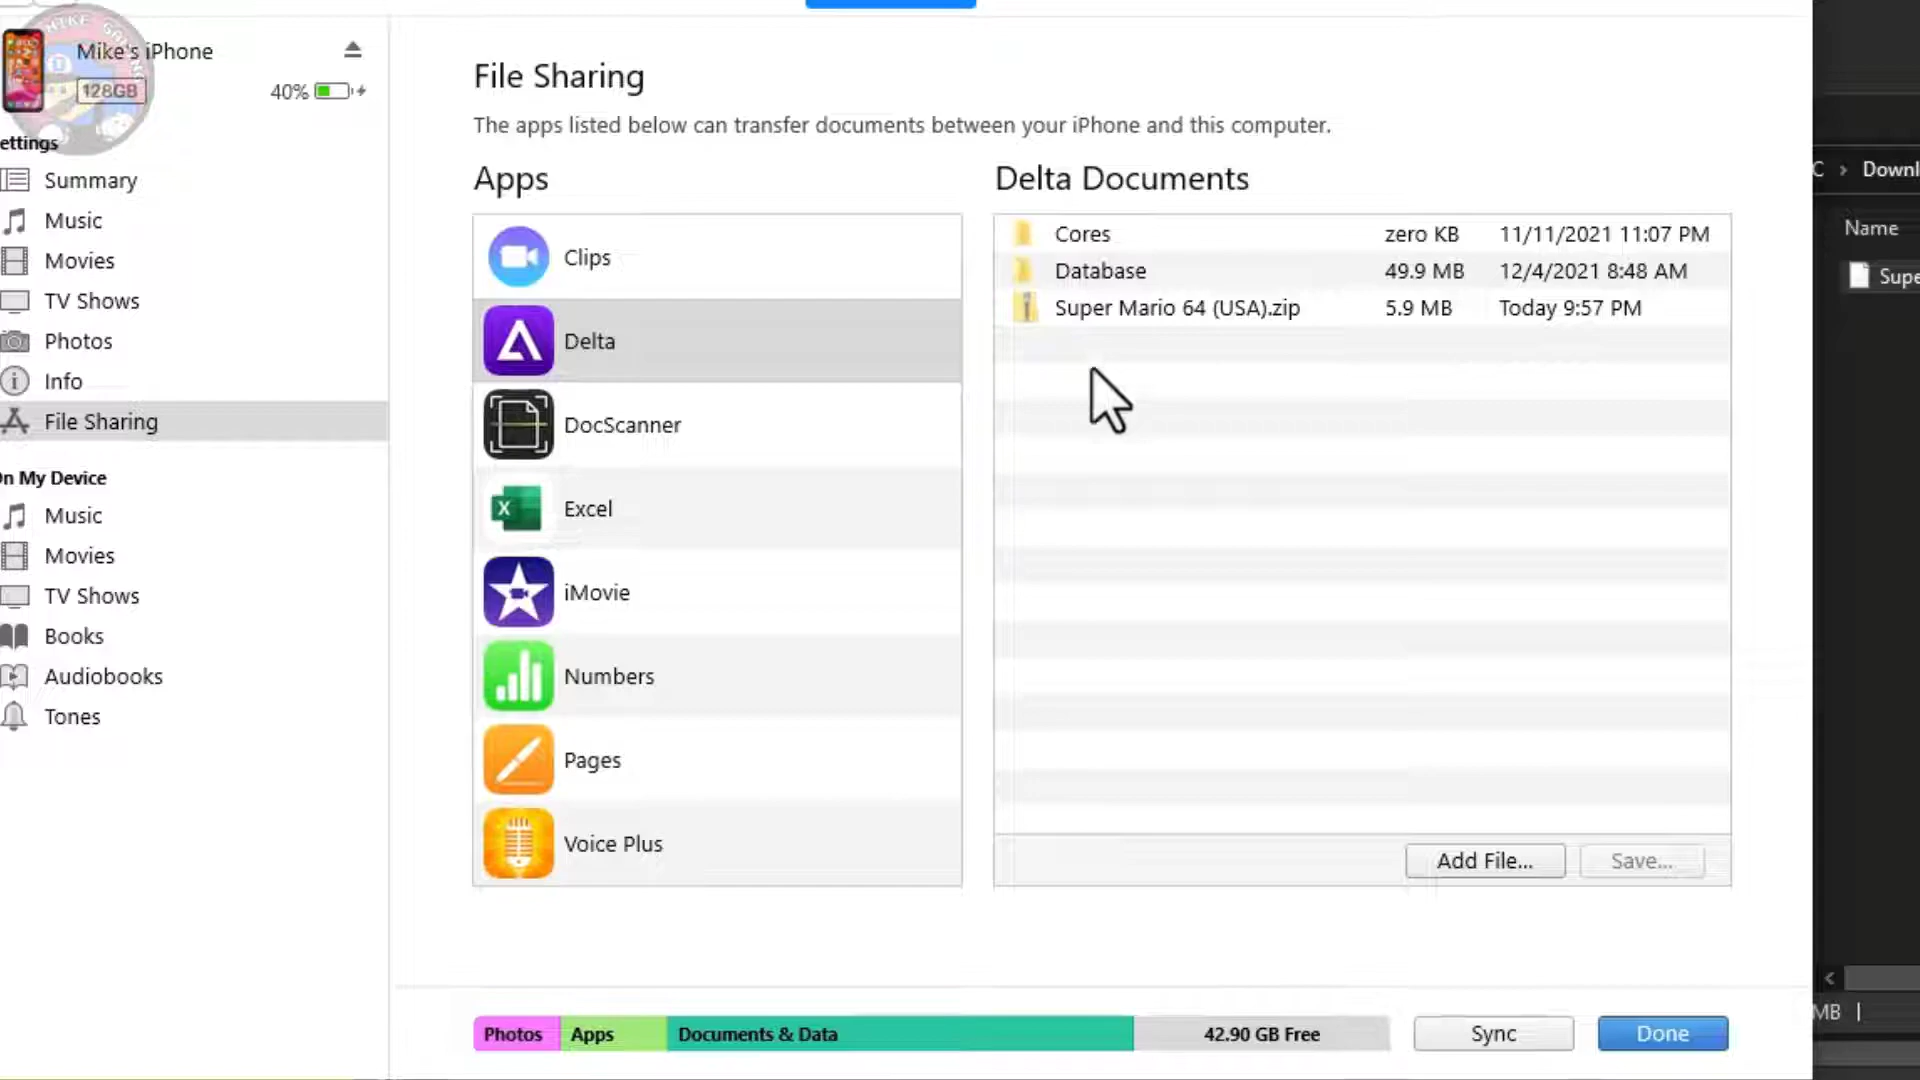 Mike's iPhone
128GB
40%
ettings
Summary
Music
Movies
TV Shows
Photos
Info
File Sharing
n My Device
Music
Movies
TV Shows
Books
Audiobooks
Tones
File Sharing
The apps listed below can transfer documents between your iPhone and this computer.
Apps
Clips
Delta
DocScanner
Excel
iMovie
Numbers
Pages
Voice Plus
Delta Documents
Cores zero KB 11/11/2021 11:07 PM
Database 49.9 MB 12/4/2021 8:48 AM
Super Mario 64 (USA).zip 5.9 MB Today 9:57 PM
Add File...
Save...
Photos Apps Documents & Data 42.90 GB Free
Sync
Done
C > Downl
Name
Supe
MB